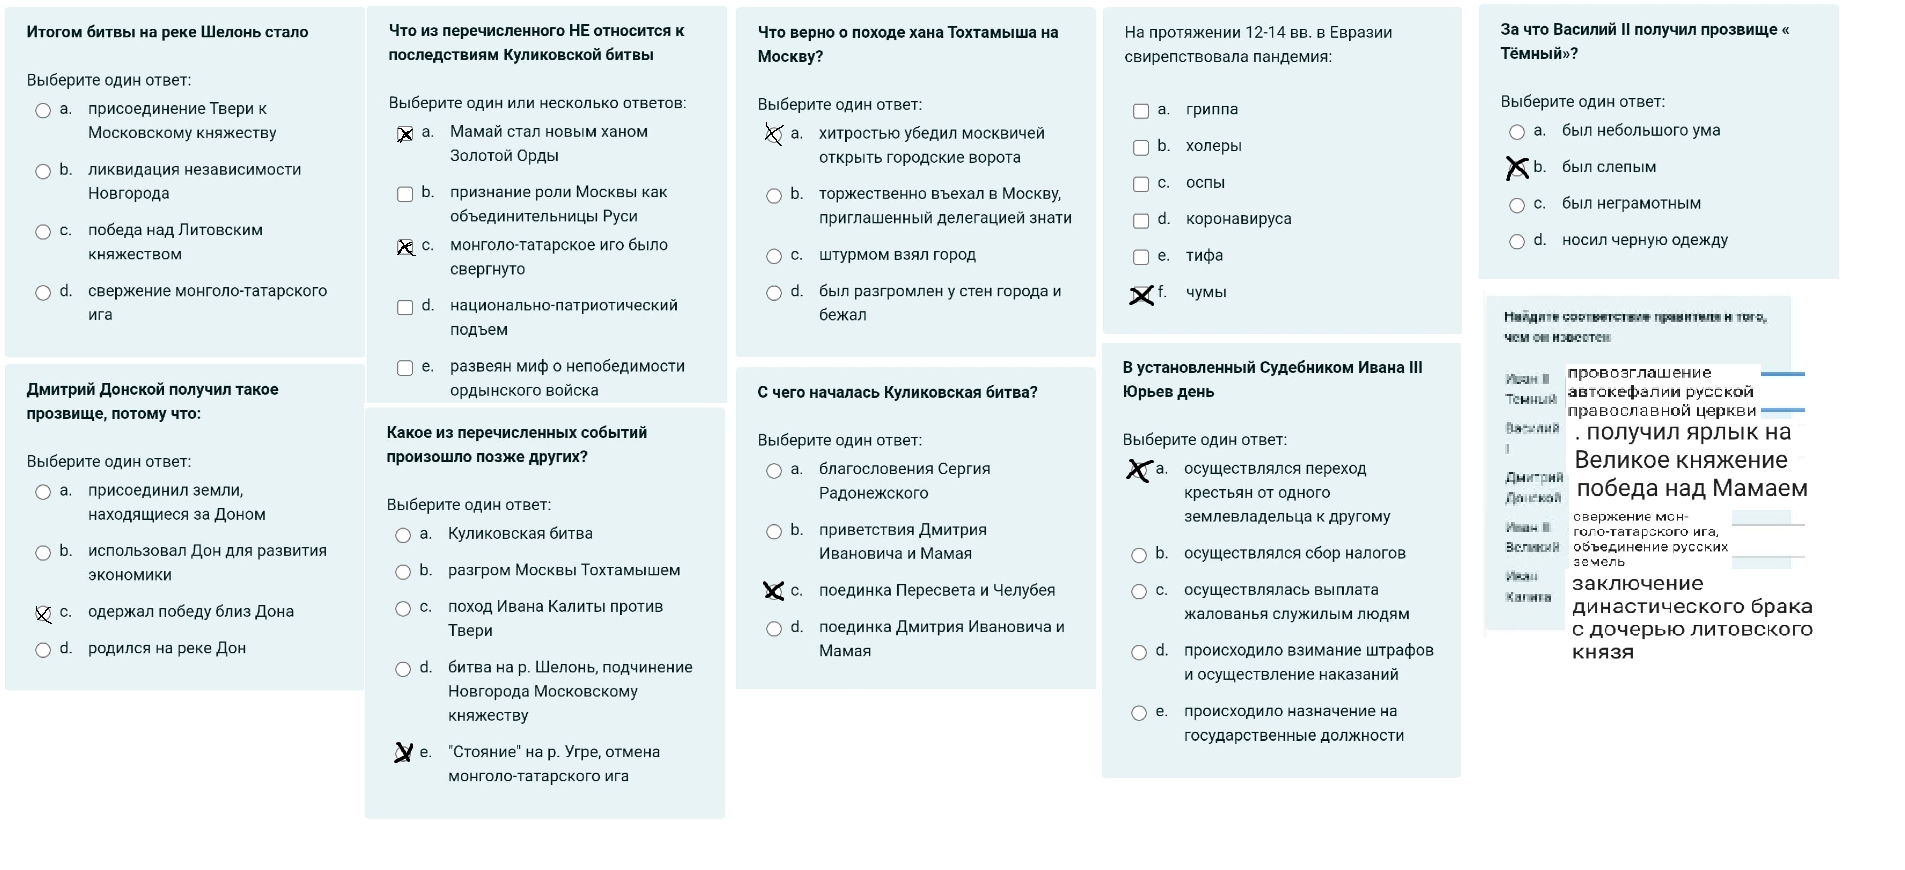 Итогом битвы на реке Шелонь стало
Выберите один ответ:
a. присоединение Твери к
Московскому княжеству
b. ликвидация независимости
Новгорода
c. победа над Литовским
княжеством
d. свержение монголо-татарского
ига
Дмитрий Донской получил такое
прозвище, потому что:
Выберите один ответ:
a. присоединил земли,
находящиеся за Доном
b. использовал Дон для развития
экономики
c. одержал победу близ Дона
d. родился на реке Дон
Что из перечисленного НЕ относится к
последствиям Куликовской битвы
Выберите один или несколько ответов:
a. Мамай стал новым ханом
Золотой Орды
b. признание роли Москвы как
объединительницы Руси
c. монголо-татарское иго было
свергнуто
d. национально-патриотический
подъем
e. развеян миф о непобедимости
ордынского войска
Какое из перечисленных событий
произошло позже других?
Выберите один ответ:
a. Куликовская битва
b. разгром Москвы Тохтамышем
c. поход Ивана Калиты против
Твери
d. битва на р. Шелонь, подчинение
Новгорода Московскому
княжеству
e. "Стояние" на р. Угре, отмена
монголо-татарского ига
Что верно о походе хана Тохтамыша на
Москву?
Выберите один ответ:
a. хитростью убедил москвичей
открыть городские ворота
b. торжественно въехал в Москву,
приглашенный делегацией знати
c. штурмом взял город
d. был разгромлен у стен города и
бежал
С чего началась Куликовская битва?
Выберите один ответ:
a. благословения Сергия
Радонежского
b. приветствия Дмитрия
Ивановича и Мамая
c. поединка Пересвета и Челубея
d. поединка Дмитрия Ивановича и
Мамая
На протяжении 12-14 вв. в Евразии
свирепствовала пандемия:
a. гриппа
b. холеры
c. оспы
d. коронавируса
e. тифа
f. чумы
В установленный Судебником Ивана III
Юрьев день
Выберите один ответ:
a. осуществлялся переход
крестьян от одного
землевладельца к другому
b. осуществлялся сбор налогов
c. осуществлялась выплата
жалованья служилым людям
d. происходило взимание штрафов
и осуществление наказаний
e. происходило назначение на
государственные должности
За что Василий II получил прозвище «
Тёмный»?
Выберите один ответ:
a. был небольшого ума
b. был слепым
c. был неграмотным
d. носил черную одежду
Найдите соответствие правителя и того,
чем он известен
Иван II
Темный
провозглашение
автокефалии русской
православной церкви
Василий
I
. получил ярлык на
Великое княжение
Дмитрий
Донской
победа над Мамаем
Иван III
Великий
свержение мон-
голо-татарского ига,
объединение русских
земель
Иван
Калита
заключение
династического брака
с дочерью литовского
князя